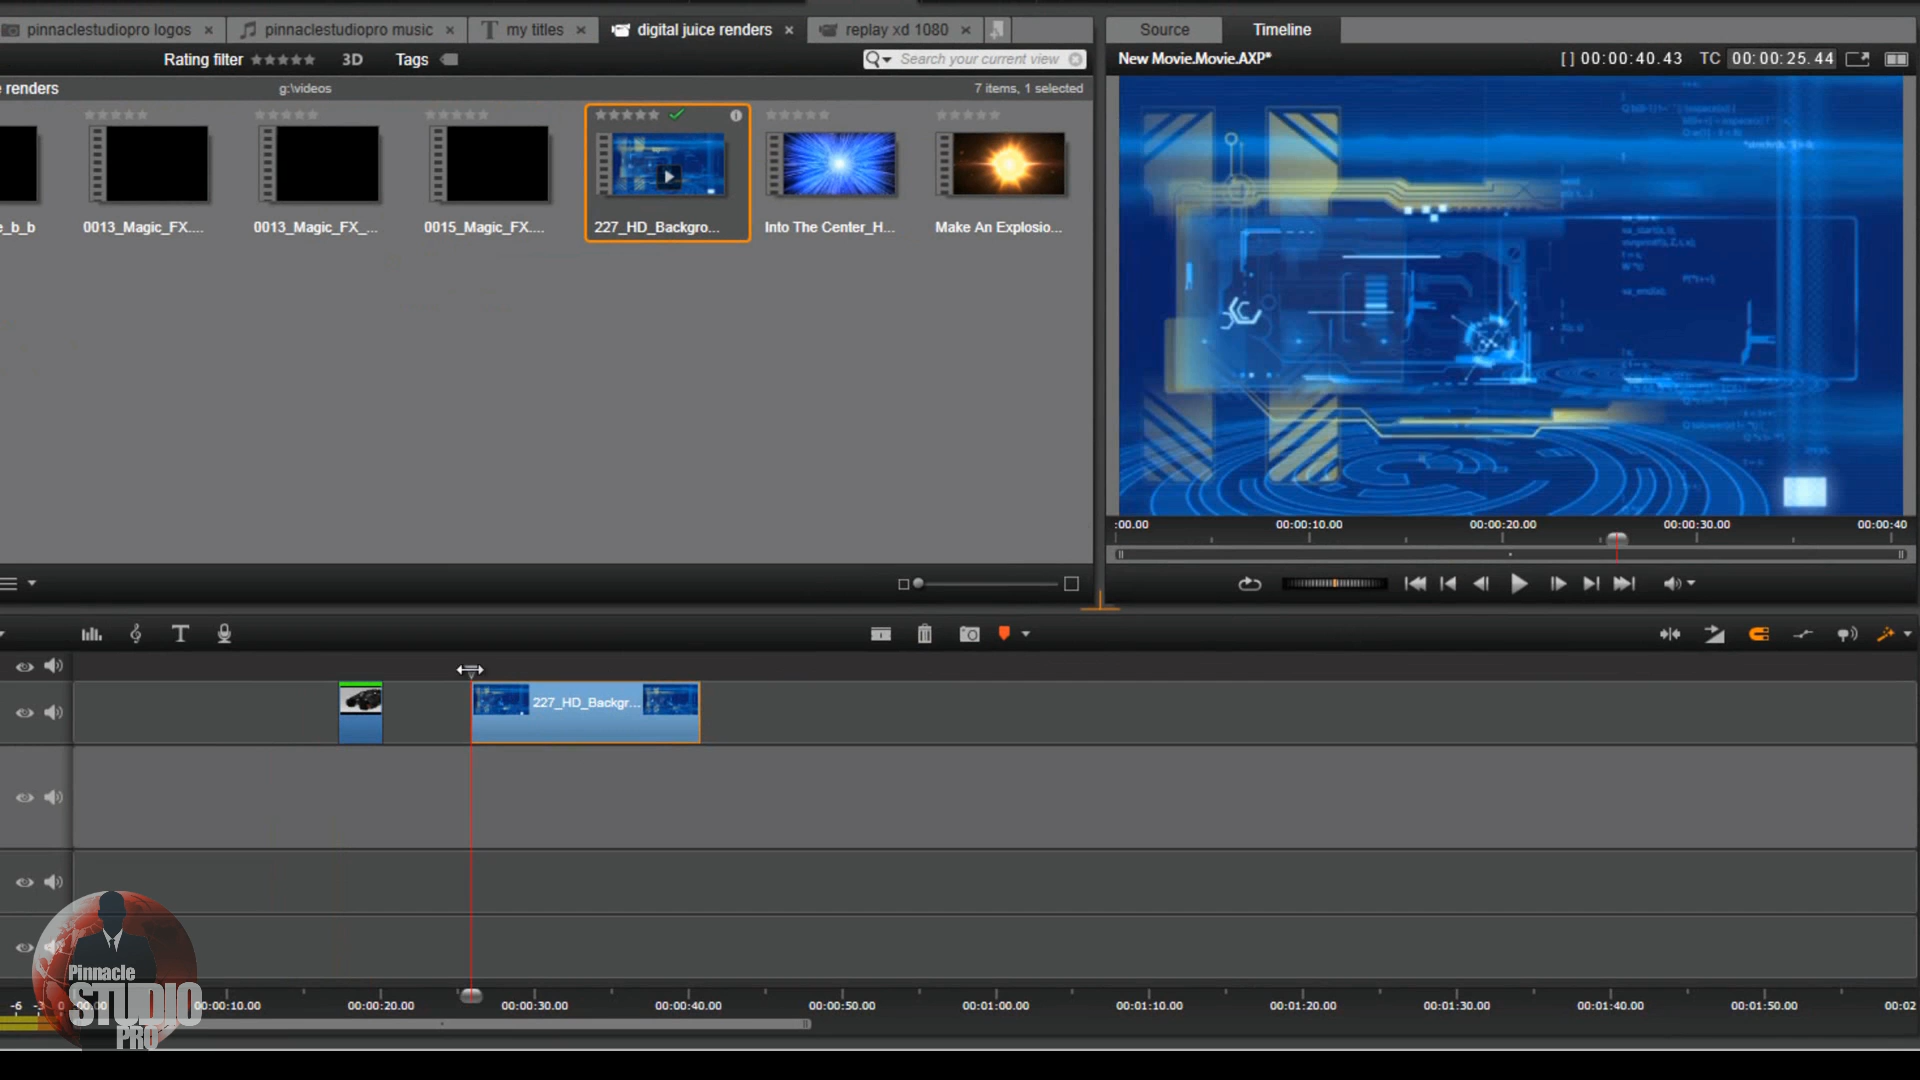 pinnaclestudiopro logos × pinnaclestudiopro music × my titles × digital juice renders × replay xd 1080 ×
Source Timeline
Rating filter 3D Tags Search your current view
New Movie.Movie.AXP* [ ] 00:00:40.43 TC 00:00:25.44
renders g:\videos 7 items, 1 selected
e_b_b 0013_Magic_FX.... 0013_Magic_FX_... 0015_Magic_FX.... 227_HD_Backgro... Into The Center_H... Make An Explosio...
:00.00 00:00:10.00 00:00:20.00 00:00:30.00 00:00:40
227_HD_Backgr...
-6 -3 0 00:00 00:00:10.00 00:00:20.00 00:00:30.00 00:00:40.00 00:00:50.00 00:01:00.00 00:01:10.00 00:01:20.00 00:01:30.00 00:01:40.00 00:01:50.00 00:02
Pinnacle
STUDIO
PRO